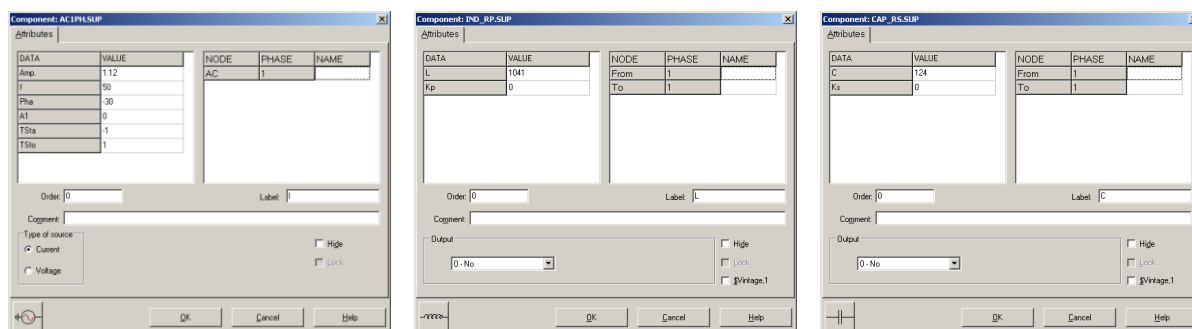 Component: AC1PH.SUP
Attributes
DATA VALUE
Amp. 1.12
f 50
Pha -30
A1 0
TSta -1
TSto 1
NODE PHASE NAME
AC 1
Order: 0 Label: I
Comment:
Type of source
Current
Voltage
Hide
Lock
OK Cancel Help
Component: IND_RP.SUP
Attributes
DATA VALUE
L 1041
Kp 0
NODE PHASE NAME
From 1
To 1
Order: 0 Label: L
Comment:
Output
0 - No
Hide
Lock
$Vintage,1
OK Cancel Help
Component: CAP_RS.SUP
Attributes
DATA VALUE
C 124
Ks 0
NODE PHASE NAME
From 1
To 1
Order: 0 Label: C
Comment:
Output
0 - No
Hide
Lock
$Vintage,1
OK Cancel Help